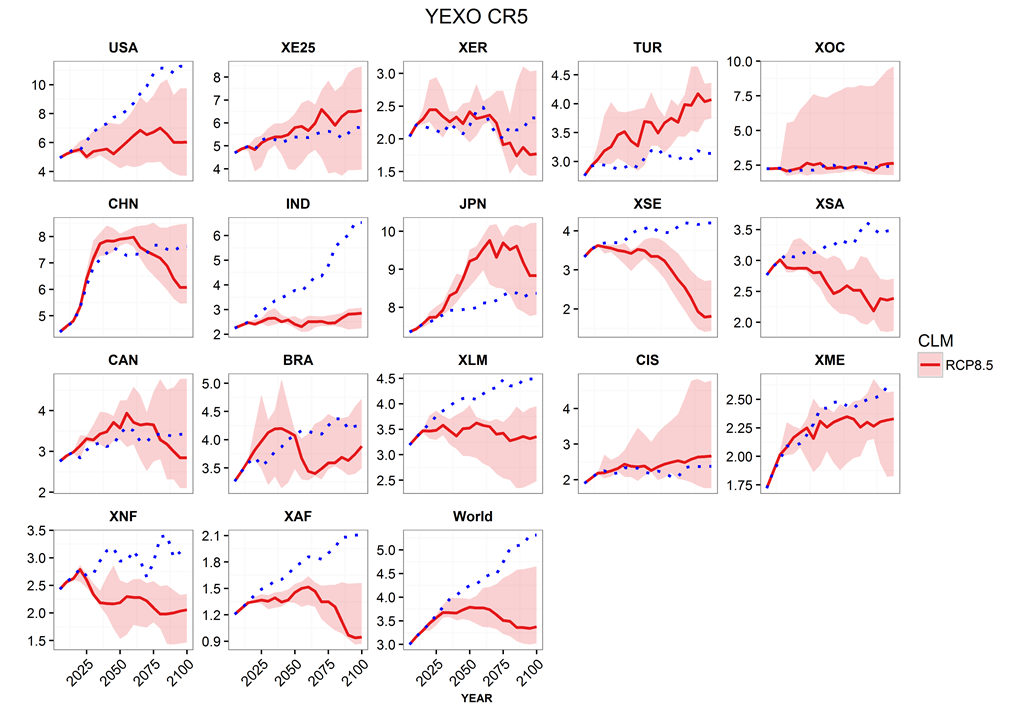 YEXO CR5
USA XE25 XER TUR XOC
10 8 6 4
8 7 6 5 4
3.0 2.5 2.0 1.5
4.5 4.0 3.5 3.0
10.0 7.5 5.0 2.5
CHN IND JPN XSE XSA
8 7 6 5
6 5 4 3 2
10 9 8
4 3 2
3.5 3.0 2.5 2.0
CAN BRA XLM CIS XME
4 3 2
5.0 4.5 4.0 3.5
4.5 4.0 3.5 3.0 2.5
4 3 2
2.50 2.25 2.00 1.75
CLM
RCP8.5
XNF XAF World
3.5 3.0 2.5 2.0 1.5
2.1 1.8 1.5 1.2 0.9
5.0 4.5 4.0 3.5 3.0
2025 2050 2075 2100 2025 2050 2075 2100 2025 2050 2075 2100
YEAR